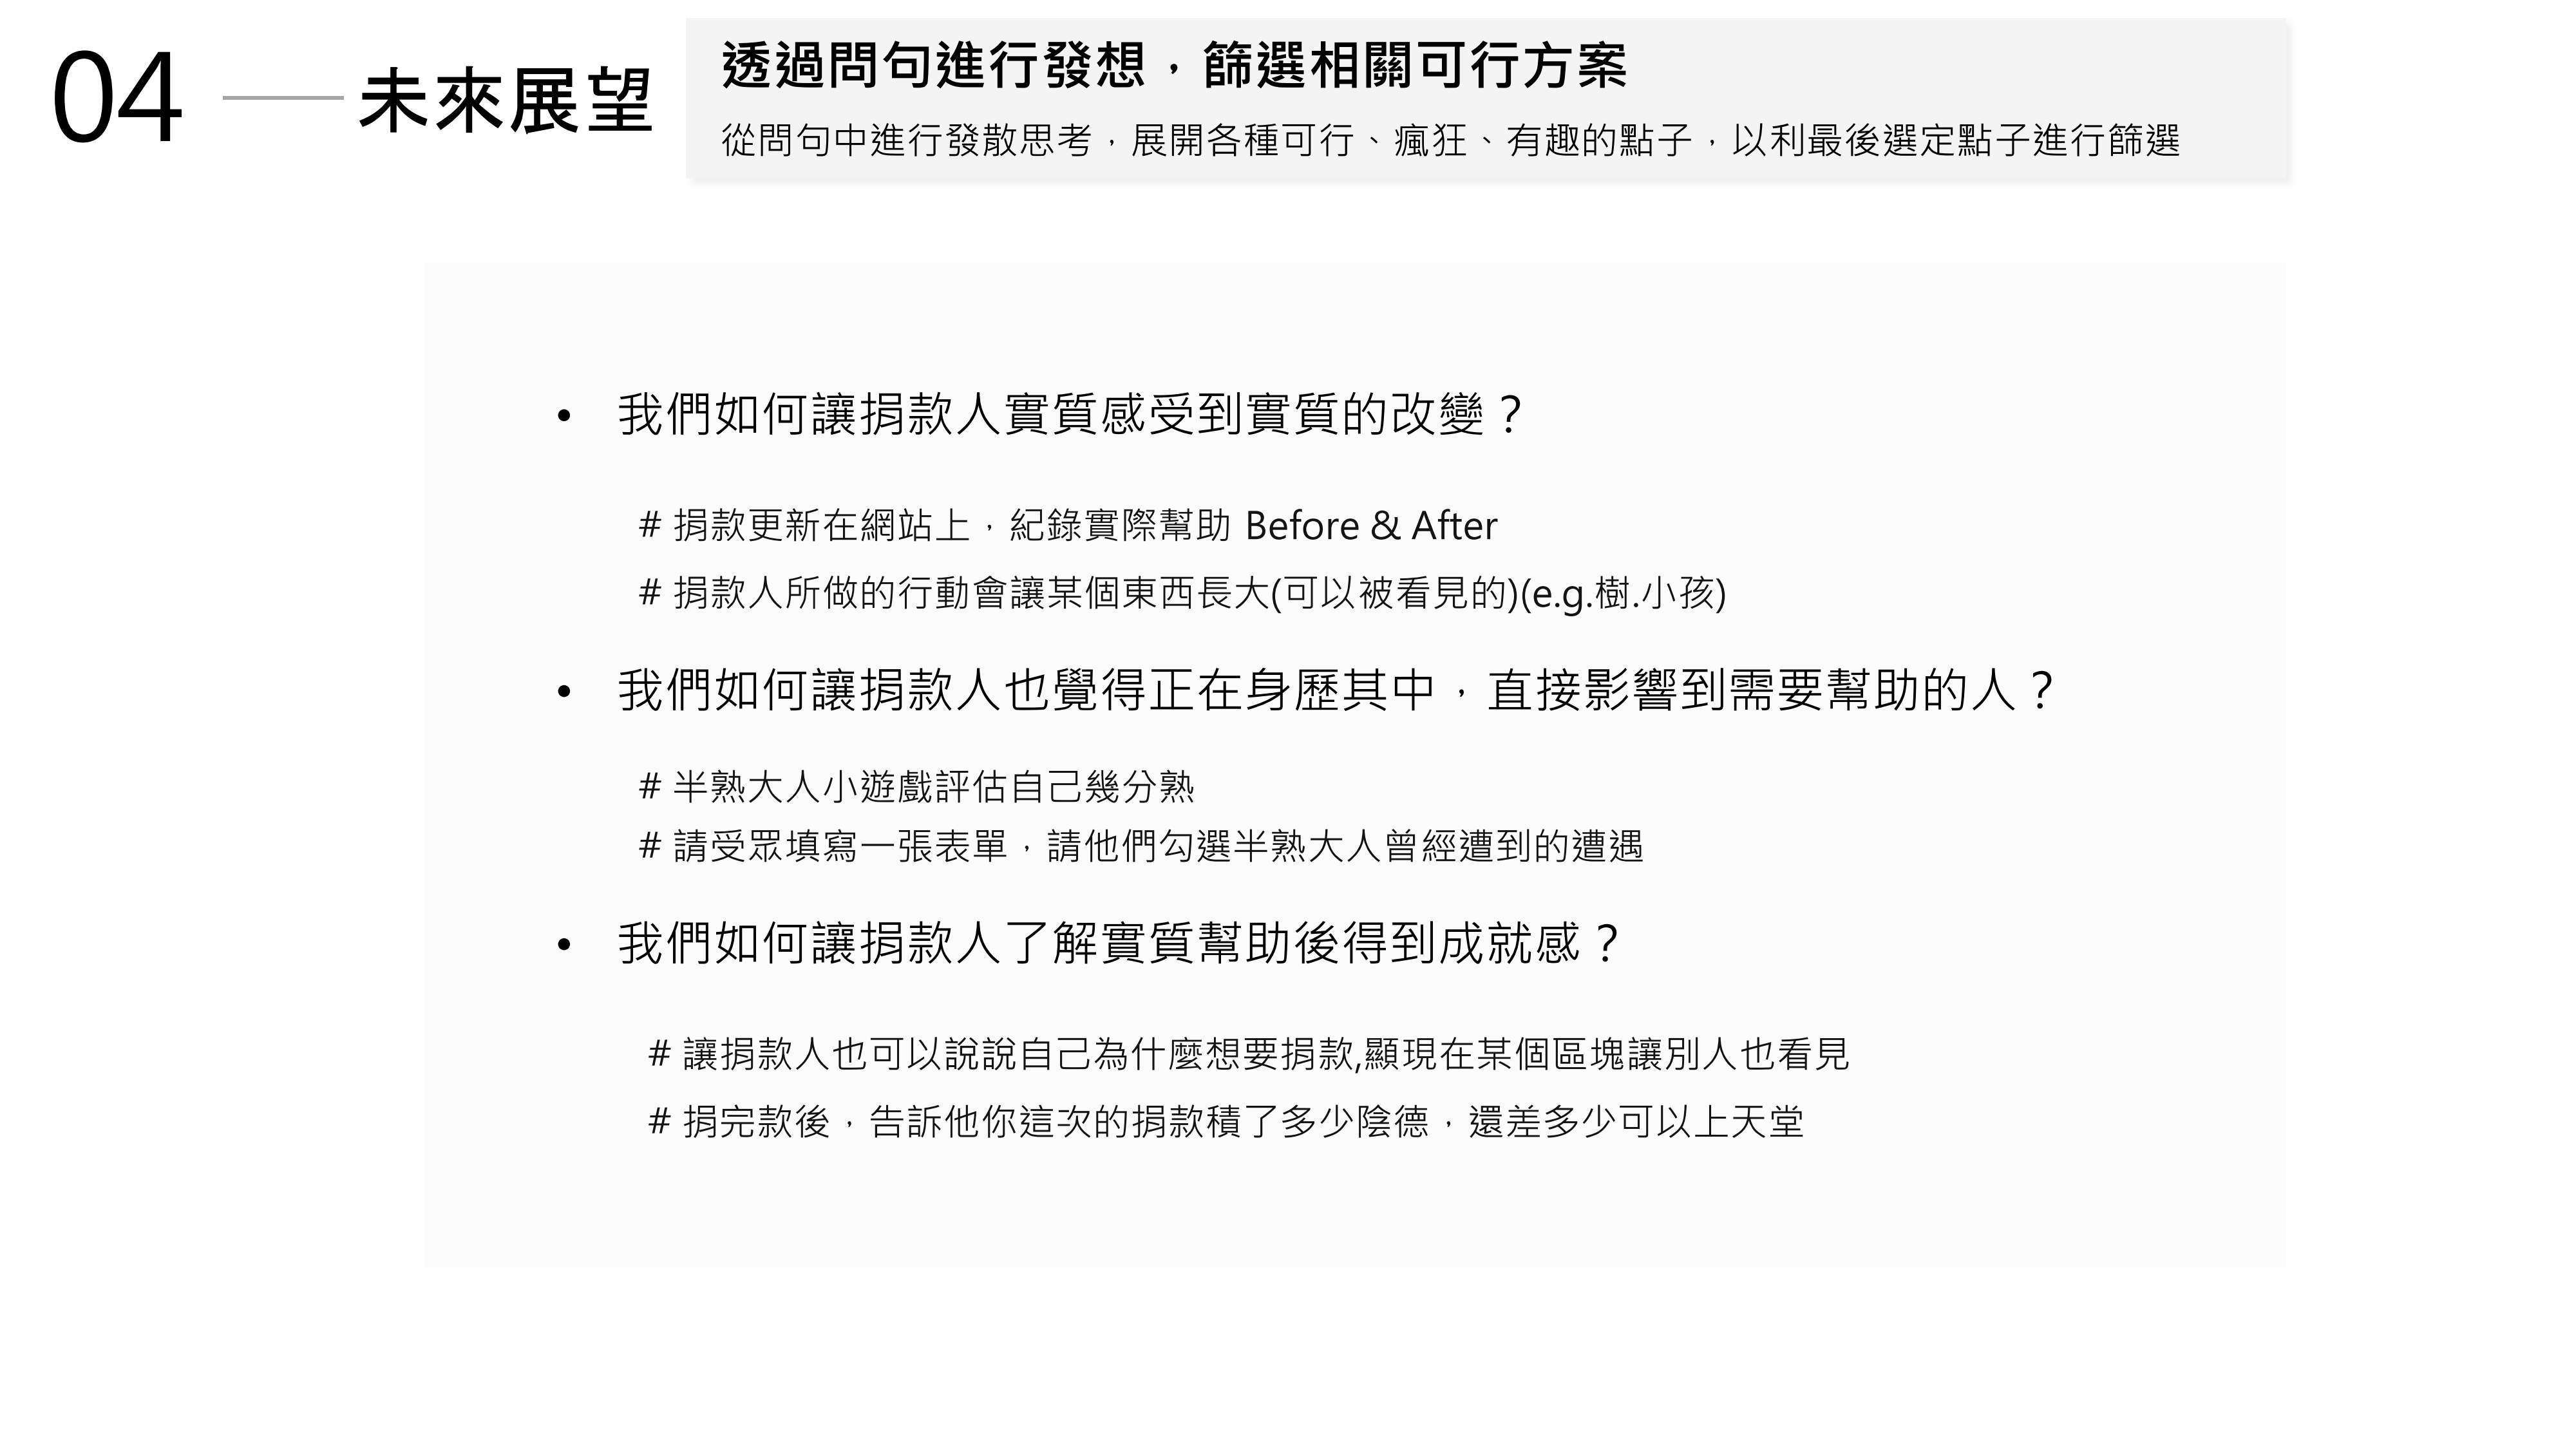 04
未來展望
透過問句進行發想，篩選相關可行方案
從問句中進行發散思考，展開各種可行、瘋狂、有趣的點子，以利最後選定點子進行篩選
• 我們如何讓捐款人實質感受到實質的改變？
# 捐款更新在網站上，紀錄實際幫助 Before & After
# 捐款人所做的行動會讓某個東西長大(可以被看見的)(e.g.樹.小孩)
• 我們如何讓捐款人也覺得正在身歷其中，直接影響到需要幫助的人？
# 半熟大人小遊戲評估自己幾分熟
# 請受眾填寫一張表單，請他們勾選半熟大人曾經遭到的遭遇
• 我們如何讓捐款人了解實質幫助後得到成就感？
# 讓捐款人也可以說說自己為什麼想要捐款,顯現在某個區塊讓別人也看見
# 捐完款後，告訴他你這次的捐款積了多少陰德，還差多少可以上天堂